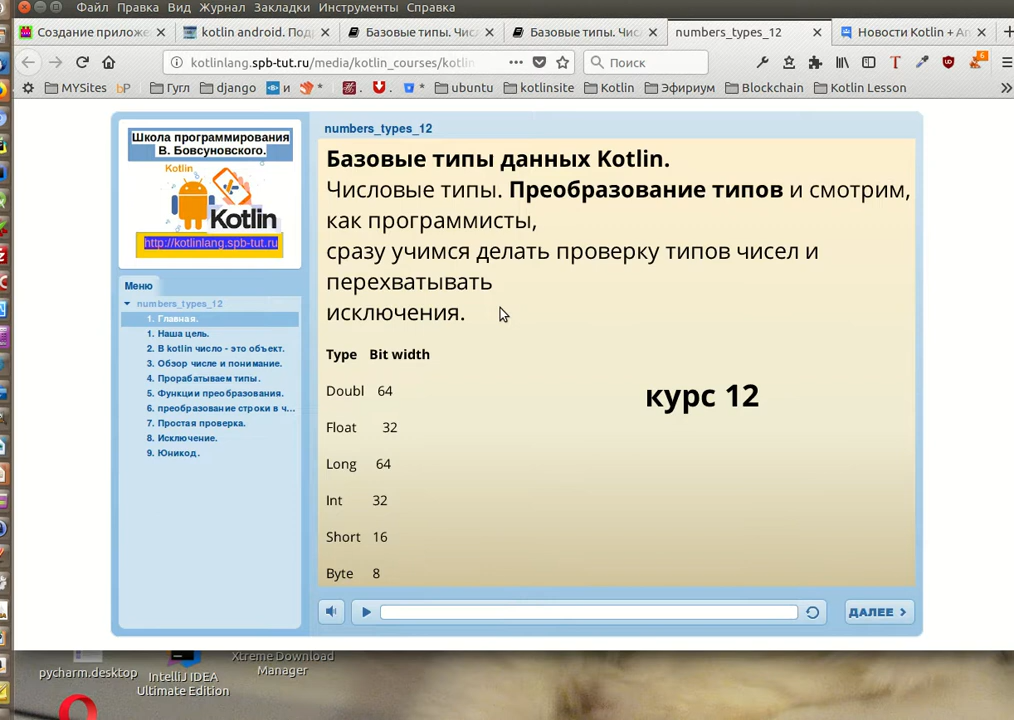 Файл Правка Вид Журнал Закладки Инструменты Справка
Создание приложе
kotlin android. Под
Базовые типы. Чис
Базовые типы. Чис
numbers_types_12
Новости Kotlin + An
kotlinlang.spb-tut.ru/media/kotlin_courses/kotlin
Поиск
MYSites
bP
Гугл
django
и
ubuntu
kotlinsite
Kotlin
Эфириум
Blockchain
Kotlin Lesson
Школа программирования
В. Бовсуновского.
Kotlin
Kotlin
http://kotlinlang.spb-tut.ru
Меню
numbers_types_12
1. Главная.
1. Наша цель.
2. В kotlin число - это объект.
3. Обзор числе и понимание.
4. Прорабатываем типы.
5. Функции преобразования.
6. преобразование строки в ч...
7. Простая проверка.
8. Исключение.
9. Юникод.
numbers_types_12
Базовые типы данных Kotlin.
Числовые типы. Преобразование типов и смотрим,
как программисты,
сразу учимся делать проверку типов чисел и
перехватывать
исключения.
Type Bit width
Doubl 64
Float 32
Long 64
Int 32
Short 16
Byte 8
курс 12
ДАЛЕЕ
pycharm.desktop
IntelliJ IDEA
Ultimate Edition
Xtreme Download
Manager